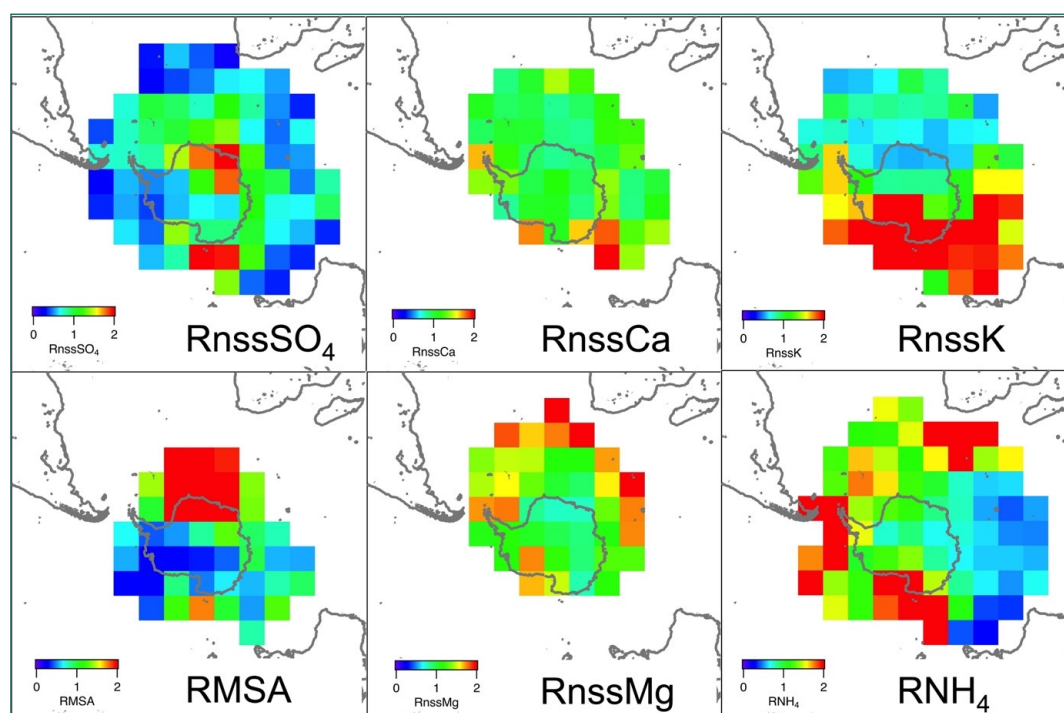 0 1 2
RnssSO₄
RnssSO₄
0 1 2
RnssCa
RnssCa
0 1 2
RnssK
RnssK
0 1 2
RMSA
RMSA
0 1 2
RnssMg
RnssMg
0 1 2
RNH₄
RNH₄